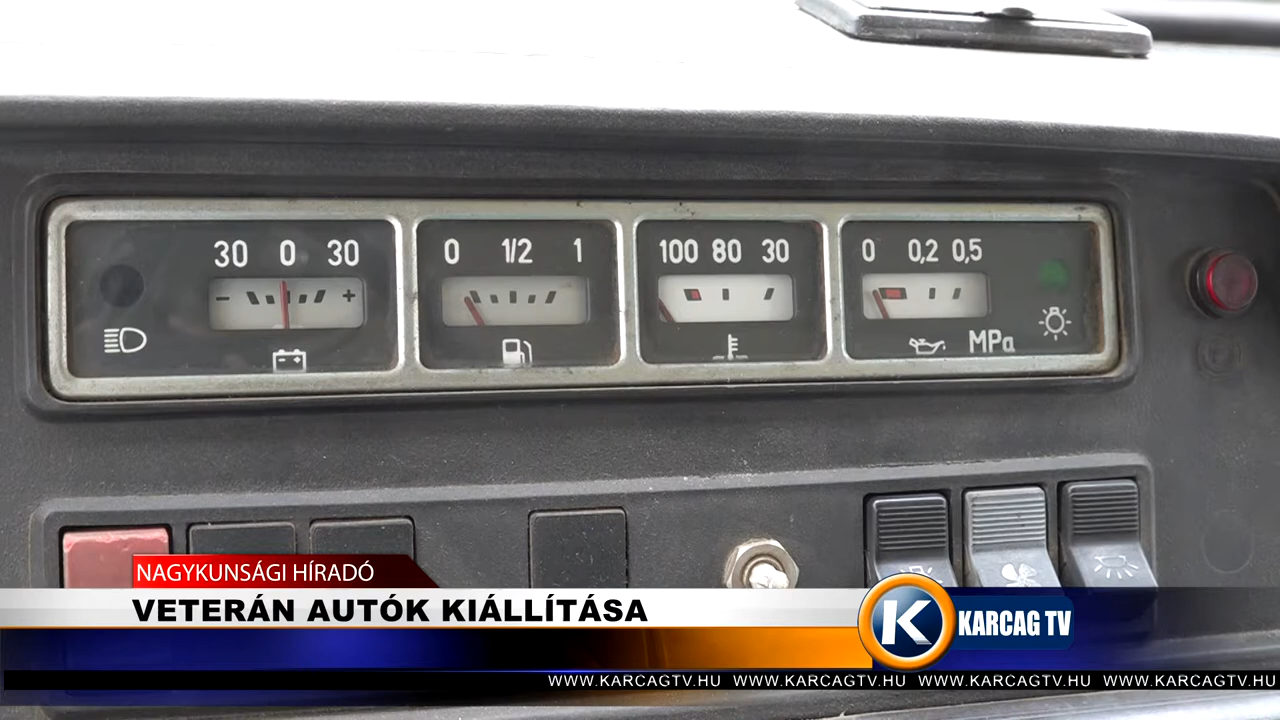 30 0 30
0 1/2 1
100 80 30
0 0,2 0,5
- +
MPa
NAGYKUNSÁGI HÍRADÓ
VETERÁN AUTÓK KIÁLLÍTÁSA
K KARCAG TV
WWW.KARCAGTV.HU WWW.KARCAGTV.HU WWW.KARCAGTV.HU WWW.KARCAGTV.HU